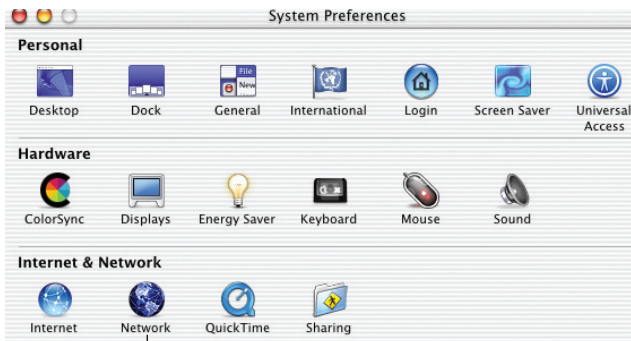 System Preferences
Personal
File
New
Desktop Dock General International Login Screen Saver Universal Access
Hardware
ColorSync Displays Energy Saver Keyboard Mouse Sound
Internet & Network
Internet Network QuickTime Sharing